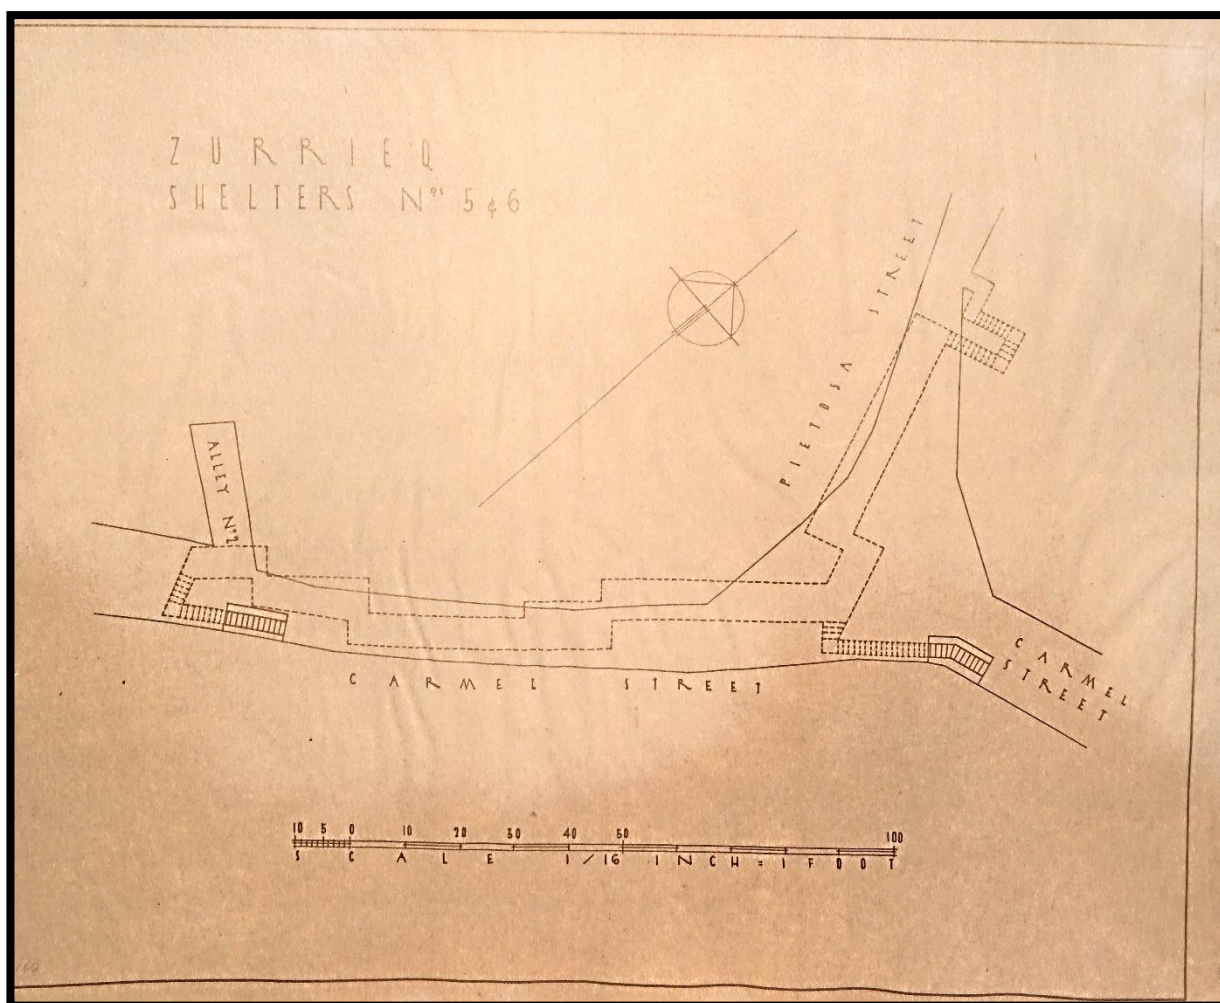 ZURRIEQ
SHELTERS Nos 5 & 6
PIETOSA STREET
ALLEY No 2
CARMEL STREET
CARMEL
STREET
10 5 0 10 20 30 40 50 100
SCALE 1/16 INCH = 1 FOOT